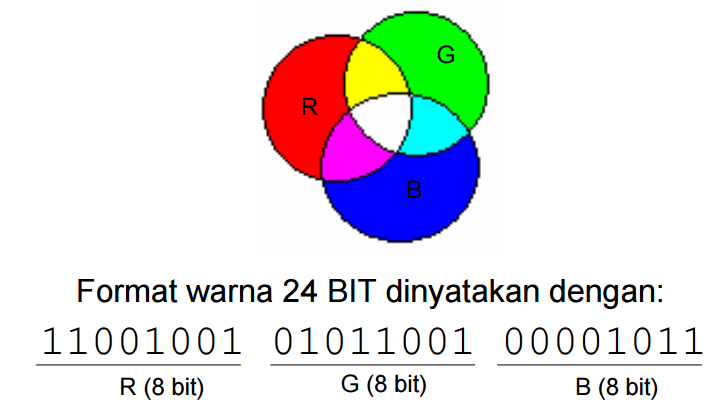 G
R
B
Format warna 24 BIT dinyatakan dengan:
11001001 01011001 00001011
R (8 bit) G (8 bit) B (8 bit)